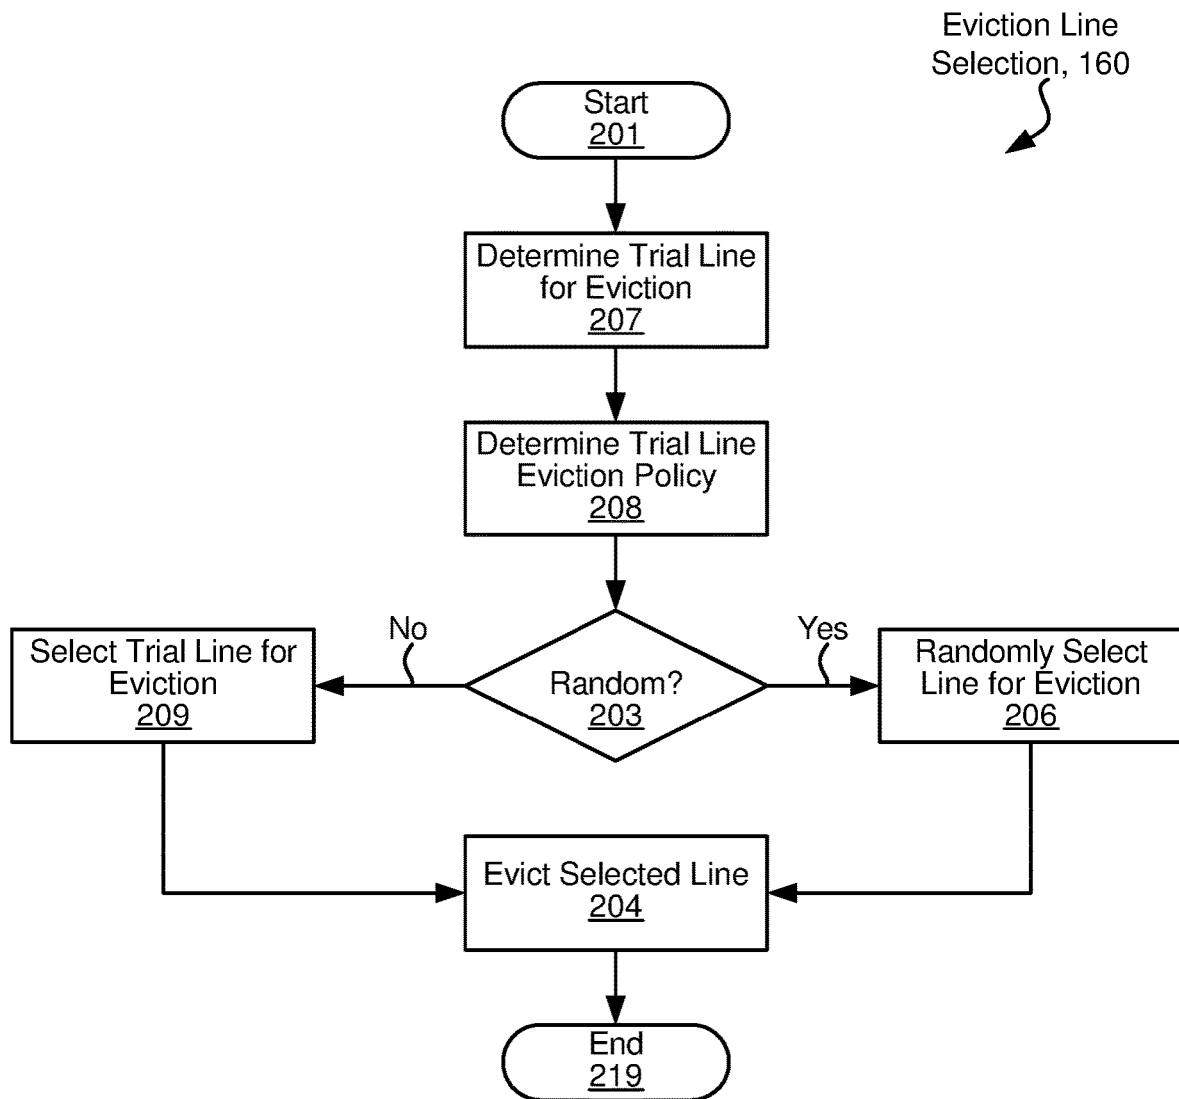 Eviction Line
Selection, 160
Start
201
Determine Trial Line
for Eviction
207
Determine Trial Line
Eviction Policy
208
No
Yes
Select Trial Line for
Eviction
209
Random?
203
Randomly Select
Line for Eviction
206
Evict Selected Line
204
End
219